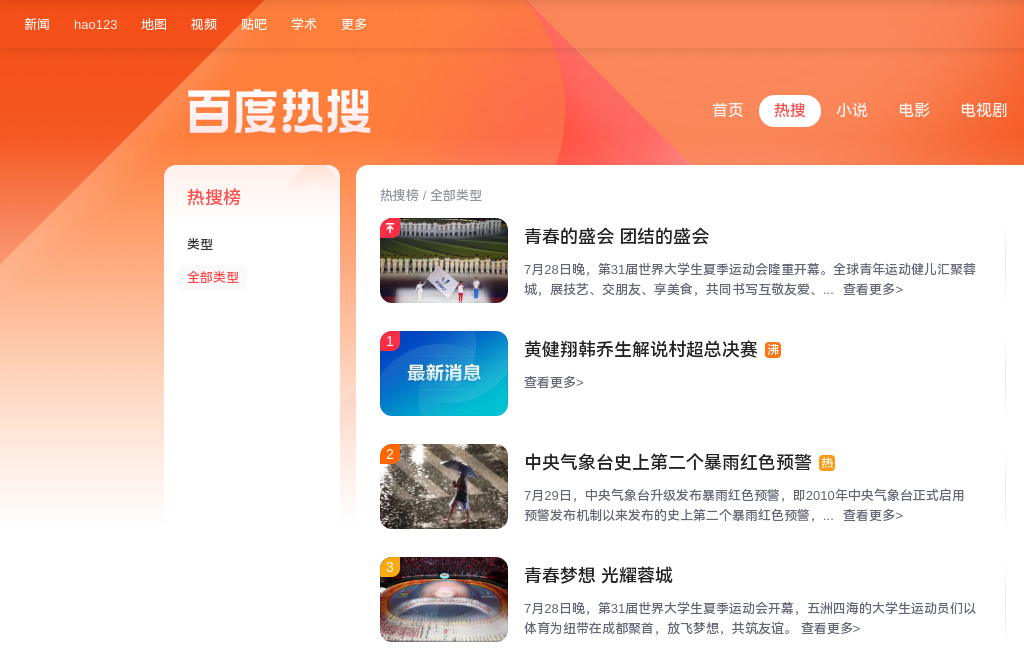 新闻 hao123 地图 视频 贴吧 学术 更多
百度热搜
首页 热搜 小说 电影 电视剧
热搜榜
类型
全部类型
热搜榜 / 全部类型
青春的盛会 团结的盛会
7月28日晚，第31届世界大学生夏季运动会隆重开幕。全球青年运动健儿汇聚蓉
城，展技艺、交朋友、享美食，共同书写互敬友爱、... 查看更多>
1
最新消息
黄健翔韩乔生解说村超总决赛 沸
查看更多>
2
中央气象台史上第二个暴雨红色预警 热
7月29日，中央气象台升级发布暴雨红色预警，即2010年中央气象台正式启用
预警发布机制以来发布的史上第二个暴雨红色预警，... 查看更多>
3
青春梦想 光耀蓉城
7月28日晚，第31届世界大学生夏季运动会开幕，五洲四海的大学生运动员们以
体育为纽带在成都聚首，放飞梦想，共筑友谊。 查看更多>